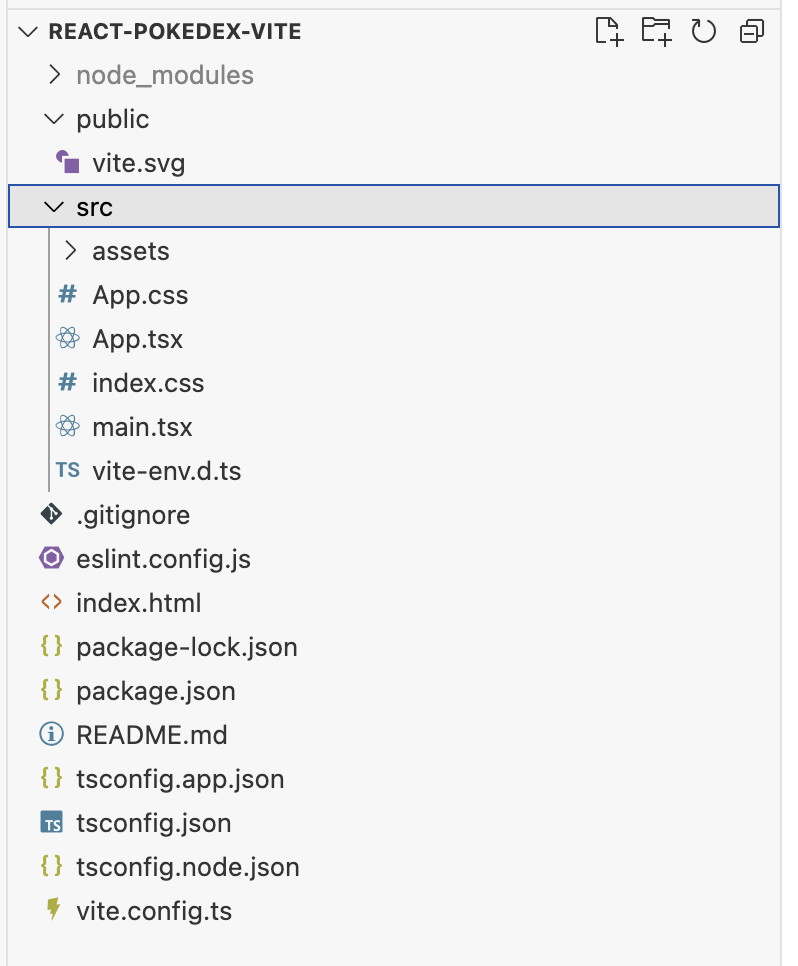 REACT-POKEDEX-VITE
node_modules
public
vite.svg
src
assets
# App.css
App.tsx
# index.css
main.tsx
TS vite-env.d.ts
.gitignore
eslint.config.js
<> index.html
{} package-lock.json
{} package.json
README.md
{} tsconfig.app.json
TS tsconfig.json
{} tsconfig.node.json
vite.config.ts